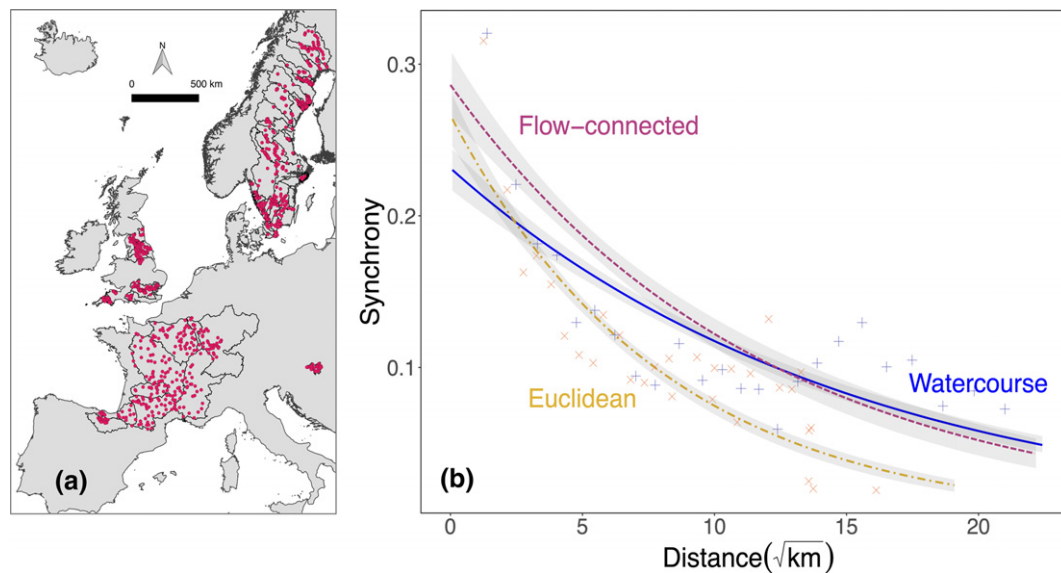 N
0 500 km
(a)
0.3
0.2
0.1
Synchrony
Flow−connected
Euclidean
Watercourse
(b)
0 5 10 15 20
Distance(√km)